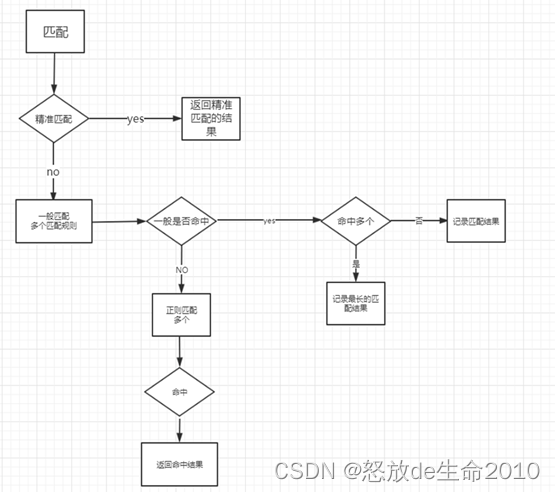 匹配
精准匹配
yes
返回精准
匹配的结
果
no
一般匹配
多个匹配规则
一般是否命中
yes
命中多个
否
记录匹配结果
是
记录最长的匹
配结果
NO
正则匹配
多个
命中
返回命中结果
CSDN @怒放de生命2010